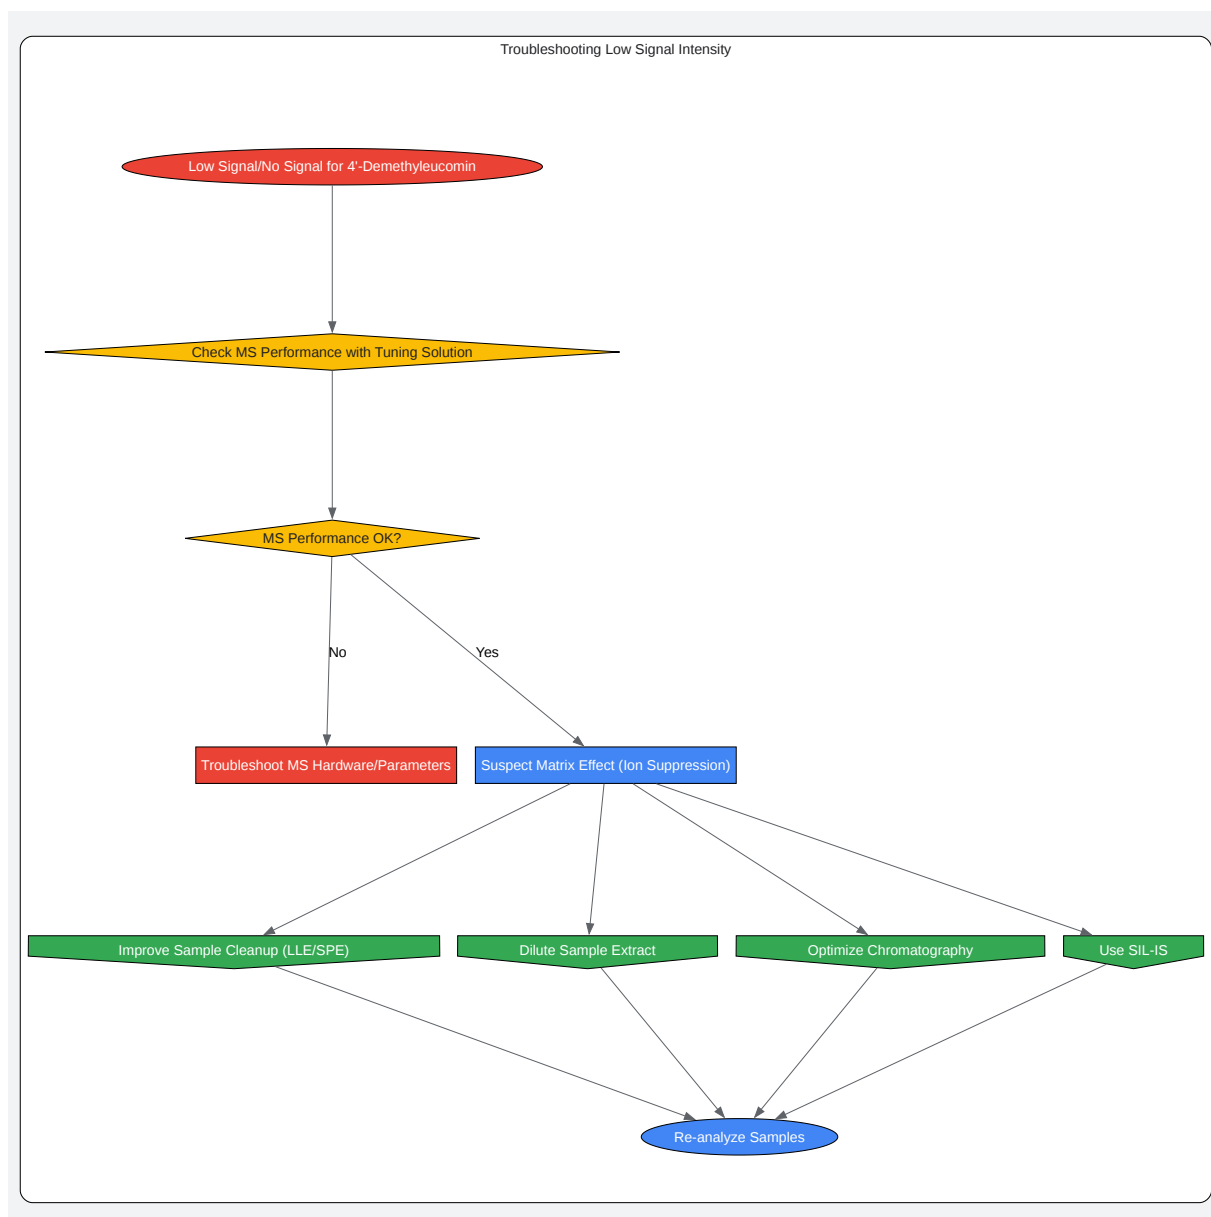 Troubleshooting Low Signal Intensity
Low Signal/No Signal for 4'-Demethyleucomin
Check MS Performance with Tuning Solution
MS Performance OK?
No
Yes
Troubleshoot MS Hardware/Parameters
Suspect Matrix Effect (Ion Suppression)
Improve Sample Cleanup (LLE/SPE)
Dilute Sample Extract
Optimize Chromatography
Use SIL-IS
Re-analyze Samples